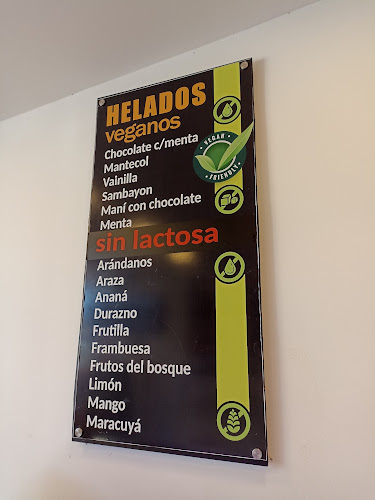 HELADOS
veganos
VEGAN
FRIENDLY
Chocolate c/menta
Mantecol
Vainilla
Sambayon
Maní con chocolate
Menta
sin lactosa
Arándanos
Araza
Ananá
Durazno
Frutilla
Frambuesa
Frutos del bosque
Limón
Mango
Maracuyá